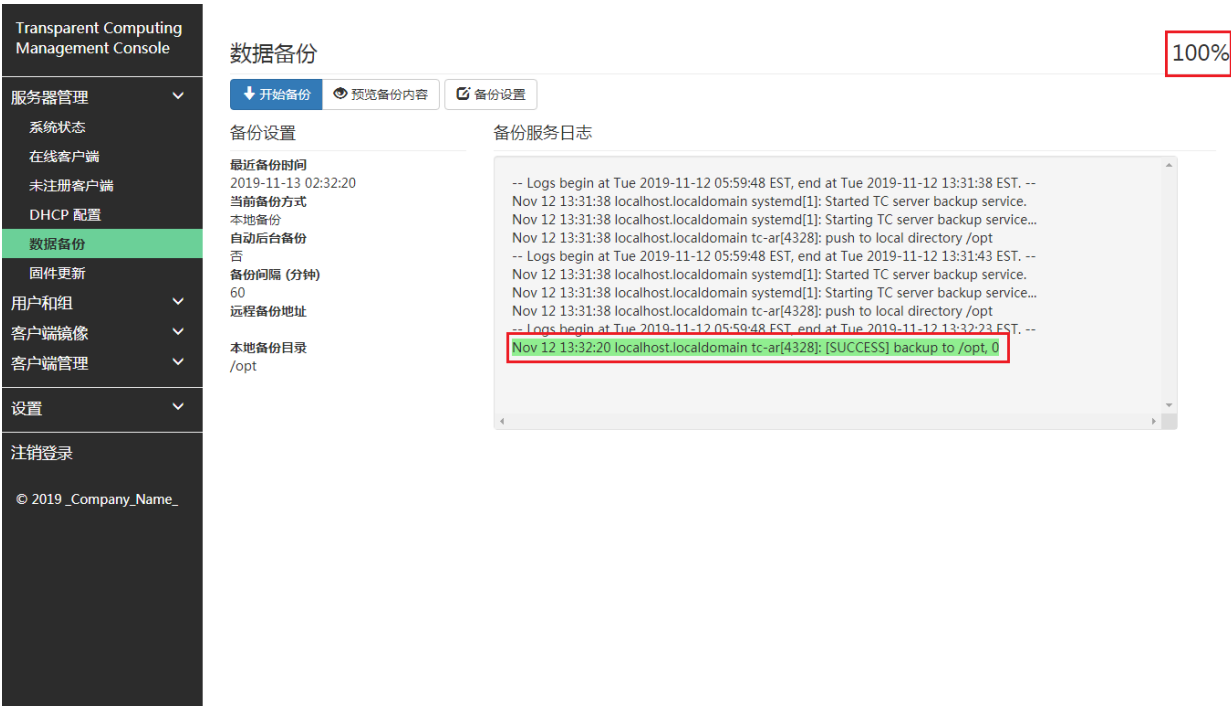 Transparent Computing
Management Console
服务器管理
系统状态
在线客户端
未注册客户端
DHCP 配置
数据备份
固件更新
用户和组
客户端镜像
客户端管理
设置
注销登录
© 2019 _Company_Name_
数据备份
100%
开始备份
预览备份内容
备份设置
备份设置
最近备份时间
2019-11-13 02:32:20
当前备份方式
本地备份
自动后台备份
否
备份间隔 (分钟)
60
远程备份地址
本地备份目录
/opt
备份服务日志
-- Logs begin at Tue 2019-11-12 05:59:48 EST, end at Tue 2019-11-12 13:31:38 EST. --
Nov 12 13:31:38 localhost.localdomain systemd[1]: Started TC server backup service.
Nov 12 13:31:38 localhost.localdomain systemd[1]: Starting TC server backup service...
Nov 12 13:31:38 localhost.localdomain tc-ar[4328]: push to local directory /opt
-- Logs begin at Tue 2019-11-12 05:59:48 EST, end at Tue 2019-11-12 13:31:43 EST. --
Nov 12 13:31:38 localhost.localdomain systemd[1]: Started TC server backup service.
Nov 12 13:31:38 localhost.localdomain systemd[1]: Starting TC server backup service...
Nov 12 13:31:38 localhost.localdomain tc-ar[4328]: push to local directory /opt
-- Logs begin at Tue 2019-11-12 05:59:48 EST, end at Tue 2019-11-12 13:32:23 EST. --
Nov 12 13:32:20 localhost.localdomain tc-ar[4328]: [SUCCESS] backup to /opt, 0